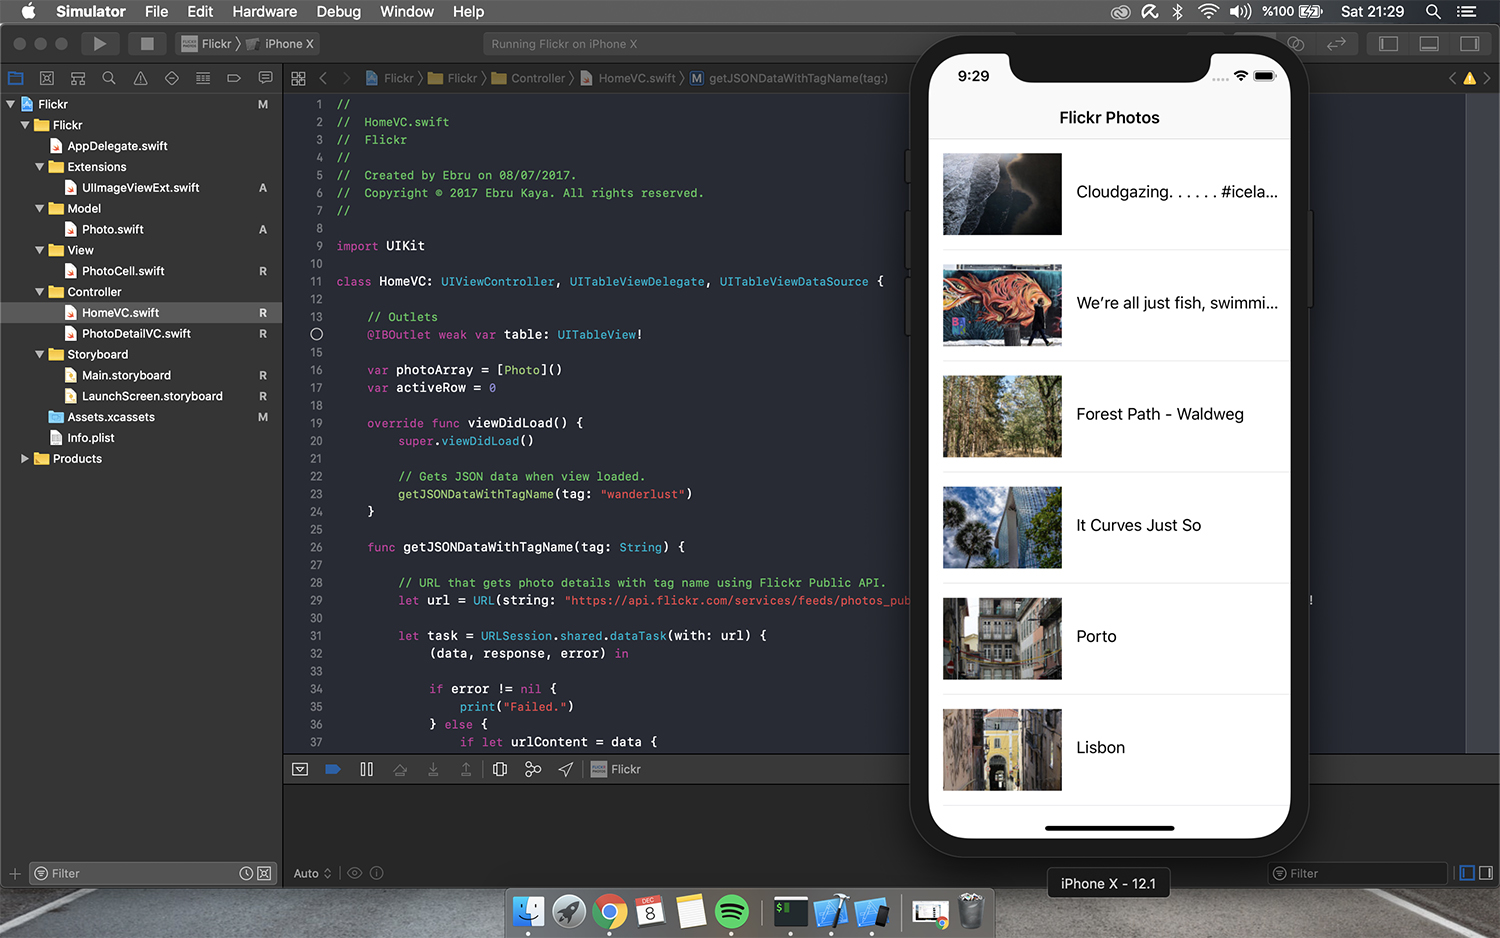 Simulator File Edit Hardware Debug Window Help %100 Sat 21:29
Flickr iPhone X Running Flickr on iPhone X
Flickr Flickr Controller HomeVC.swift M getJSONDataWithTagName(tag:)
Flickr M
Flickr
AppDelegate.swift
Extensions
UIImageViewExt.swift A
Model
Photo.swift A
View
PhotoCell.swift R
Controller
HomeVC.swift R
PhotoDetailVC.swift R
Storyboard
Main.storyboard R
LaunchScreen.storyboard R
Assets.xcassets M
Info.plist
Products
Filter
1 //
2 // HomeVC.swift
3 // Flickr
4 //
5 // Created by Ebru on 08/07/2017.
6 // Copyright © 2017 Ebru Kaya. All rights reserved.
7 //
8
9 import UIKit
10
11 class HomeVC: UIViewController, UITableViewDelegate, UITableViewDataSource {
12
13 // Outlets
@IBOutlet weak var table: UITableView!
15
16 var photoArray = [Photo]()
17 var activeRow = 0
18
19 override func viewDidLoad() {
20 super.viewDidLoad()
21
22 // Gets JSON data when view loaded.
23 getJSONDataWithTagName(tag: "wanderlust")
24 }
25
26 func getJSONDataWithTagName(tag: String) {
27
28 // URL that gets photo details with tag name using Flickr Public API.
29 let url = URL(string: "https://api.flickr.com/services/feeds/photos_pub !
30
31 let task = URLSession.shared.dataTask(with: url) {
32 (data, response, error) in
33
34 if error != nil {
35 print("Failed.")
36 } else {
37 if let urlContent = data {
Flickr
Auto
Filter
9:29
Flickr Photos
Cloudgazing. . . . . . #icela...
We're all just fish, swimmi...
Forest Path - Waldweg
It Curves Just So
Porto
Lisbon
iPhone X - 12.1
DEC
8
$